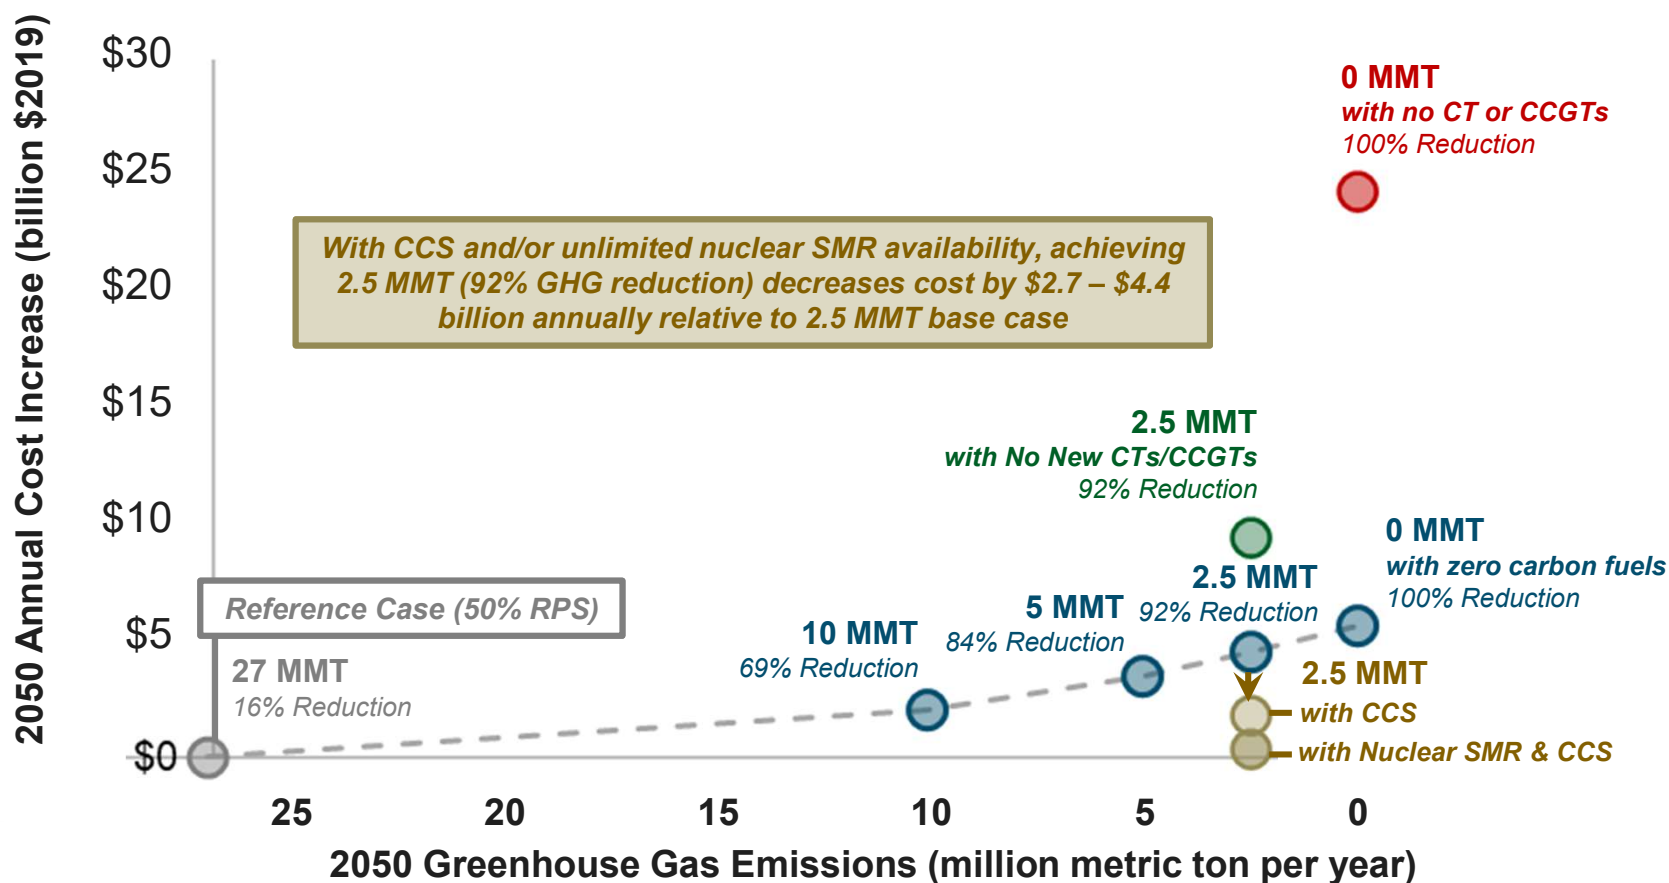 2050 Annual Cost Increase (billion $2019)
$30
$25
$20
$15
$10
$5
$0
0 MMT
with no CT or CCGTs
100% Reduction
With CCS and/or unlimited nuclear SMR availability, achieving
2.5 MMT (92% GHG reduction) decreases cost by $2.7 – $4.4
billion annually relative to 2.5 MMT base case
2.5 MMT
with No New CTs/CCGTs
92% Reduction
0 MMT
with zero carbon fuels
100% Reduction
2.5 MMT
92% Reduction
5 MMT
84% Reduction
10 MMT
69% Reduction
Reference Case (50% RPS)
27 MMT
16% Reduction
2.5 MMT
with CCS
with Nuclear SMR & CCS
25
20
15
10
5
0
2050 Greenhouse Gas Emissions (million metric ton per year)